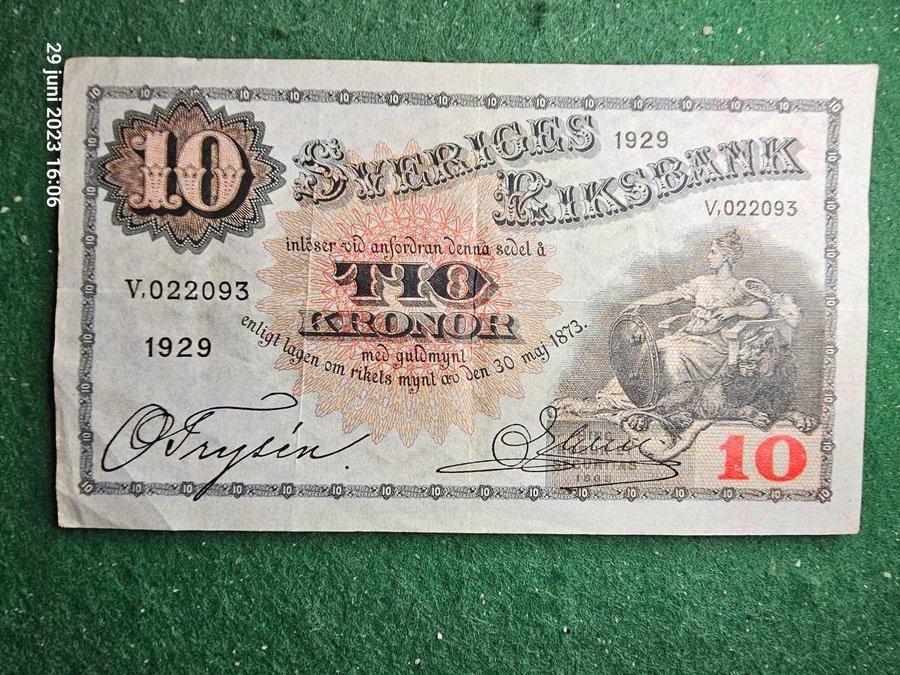 29 juni 2023 16:06
10
SVERIGES 1929
RIKSBANK
V,022093
inlöser vid anfordran denna sedel å
TIO
KRONOR
V,022093
1929
med guldmynt
enligt lagen om rikets mynt av den 30 maj 1873.
O Frysén.
10